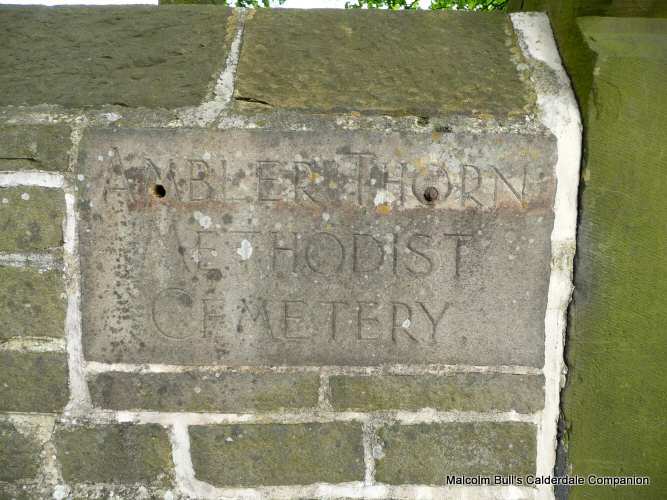 AMBLER THORN
METHODIST
CEMETERY
Malcolm Bull's Calderdale Companion